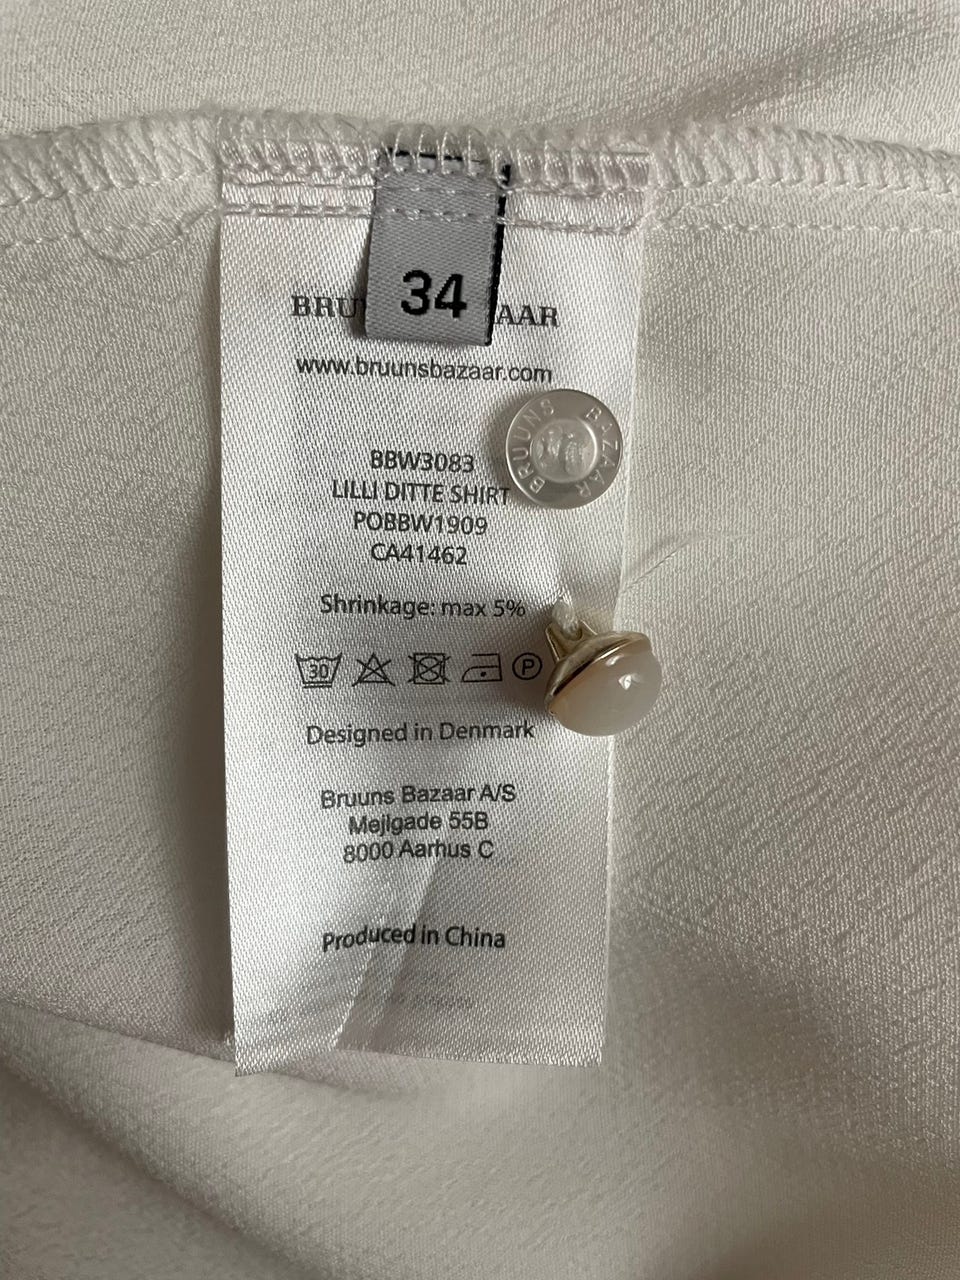 34
BRU AAR
www.bruunsbazaar.com
BRUUNS BAZAAR
BBW3083
LILLI DITTE SHIRT
POBBW1909
CA41462
Shrinkage: max 5%
30 P
Designed in Denmark
Bruuns Bazaar A/S
Mejlgade 55B
8000 Aarhus C
Produced in China